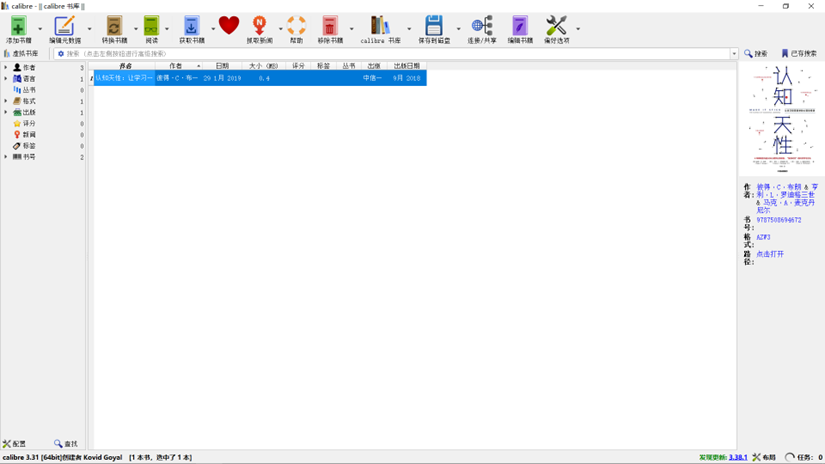 calibre - || calibre 书库 ||
添加书籍 编辑元数据 转换书籍 阅读 获取书籍 抓取新闻 帮助 移除书籍 calibre 书库 保存到磁盘 连接/共享 编辑书籍 偏好选项
虚拟书库 搜索 (点击左侧按钮进行高级搜索) 搜索 已存搜索
作者 3
语言 1
丛书 0
格式 1
出版 1
评分 0
新闻 0
标签 0
书号 2
书名 作者 日期 大小 (MB) 评分 标签 丛书 出版 出版日期
1 认知天性：让学习… 彼得·C·布… 29 1月 2019 8.4 中信… 9月 2018
认
知
天
性
作者: 彼得·C·布朗 & 亨利·L·罗迪格三世 & 马克·A·麦克丹尼尔
书号: 9787508694672
格式: AZW3
路径: 点击打开
配置 查找
calibre 3.31 [64bit]创建者 Kovid Goyal [1本书，选中了 1 本] 发现更新: 3.38.1 布局 任务: 0